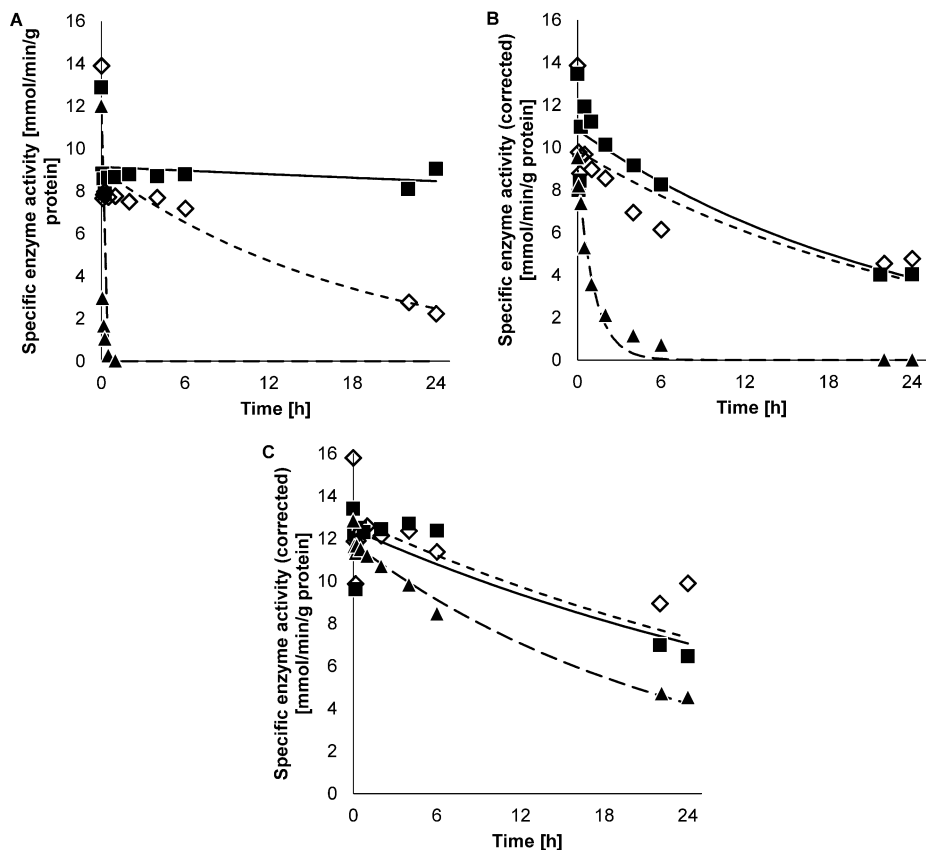 A
Specific enzyme activity [mmol/min/g
protein]
16
14
12
10
8
6
4
2
0
0 6 12 18 24
Time [h]
B
Specific enzyme activity (corrected)
[mmol/min/g protein]
16
14
12
10
8
6
4
2
0
0 6 12 18 24
Time [h]
C
Specific enzyme activity (corrected)
[mmol/min/g protein]
16
14
12
10
8
6
4
2
0
0 6 12 18 24
Time [h]